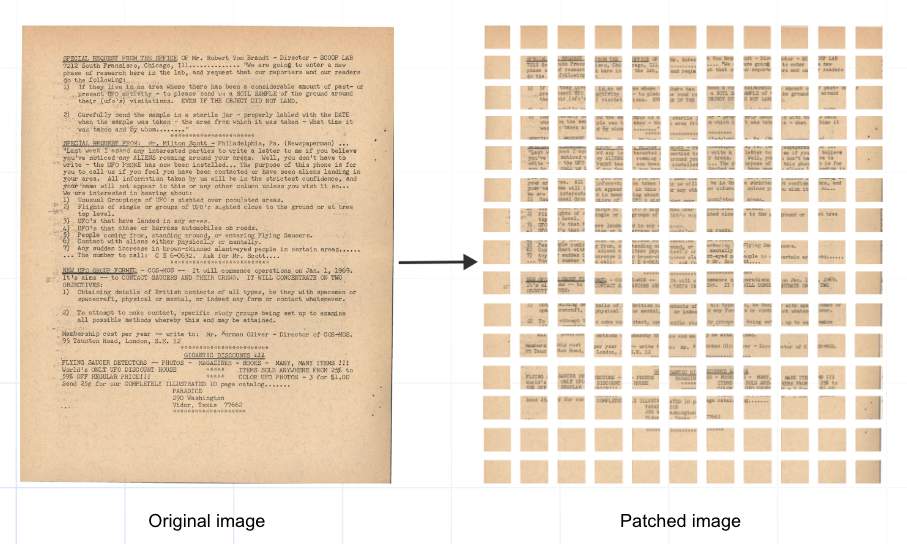 SPECIAL REQUEST FROM THE OFFICE OF Mr. Robert Von Brandt - Director - SCOOP LAB
7212 South Francisco, Chicago, Ill............ "We are going to enter a new
phase of research here in the lab, and request that our reporters and our readers
do the following:
1) If they live in an area where there has been a considerable amount of past- or
present UFO activity - to please send us a SOIL SAMPLE of the ground around
their (ufo's) visitations. EVEN IF THE OBJECT DID NOT LAND.
2) Carefully send the sample in a sterile jar - properly labled with the DATE
when the sample was taken - the area from which it was taken - what time it
was taken and by whom........"
SPECIAL REQUEST FROM: Mr. Milton Scott - Philadelphia, Pa. (Newspaperman) ...
"Last week I asked any interested parties to write a letter to me if you believe
you've noticed any ALIENS roaming around your areas. Well, you don't have to
write - the UFO PHONE has now been installed... The purpose of this phone is for
you to call us if you feel you have been contacted or have seen aliens landing in
your area. All information taken by us will be in the strictest confidence, and
your name will not appear in this or any other column unless you wish it so...
We are interested in hearing about:
1) Unusual Groupings of UFO's sighted over populated areas.
2) Flights of single or groups of UFO's sighted close to the ground or at tree
top level.
3) UFO's that have landed in any areas.
4) UFO's that chase or harrass automobiles on roads.
5) People coming from, standing around, or entering Flying Saucers.
6) Contact with aliens either physically or mentally.
7) Any sudden increase in brown-skinned slant-eyed people in certain areas......
... The number to call: C E 6-0632. Ask for Mr. Scott....
NEW UFO GROUP FORMED - COS-MOS -- It will commence operations on Jan. 1, 1969.
It's aims -- to CONTACT SAUCERS AND THEIR CREWS. IT'S MAIN
OBJECTIVES:
1) Obtaining details of British contacts of all types, be they with spacemen or
spacecraft, physical or mental, or indeed any form or contact whatsoever.
2) To attempt to make contact, specific study groups being set up to examine
all possible methods whereby this end may be attained.
Membership cost per year -- write to: Mr. Norman Oliver - Director of COS-MOS.
95 Taunton Road, London, S.E. 12
GIGANTIC DISCOUNTS !!!
FLYING SAUCER DETECTORS -- PHOTOS - MAGAZINES - BOOKS - MANY, MANY ITEMS !!!
World's ONLY UFO DISCOUNT HOUSE ***** ITEMS SOLD ANYWHERE FROM 25% to
59% OFF REGULAR PRICE!!! ***** COLOR UFO PHOTOS - 3 for $1.00
Send 25¢ for our COMPLETELY ILLUSTRATED 10 page catalog.......
PARADICE
290 Washington
Vidor, Texas 77662
Original image
Patched image